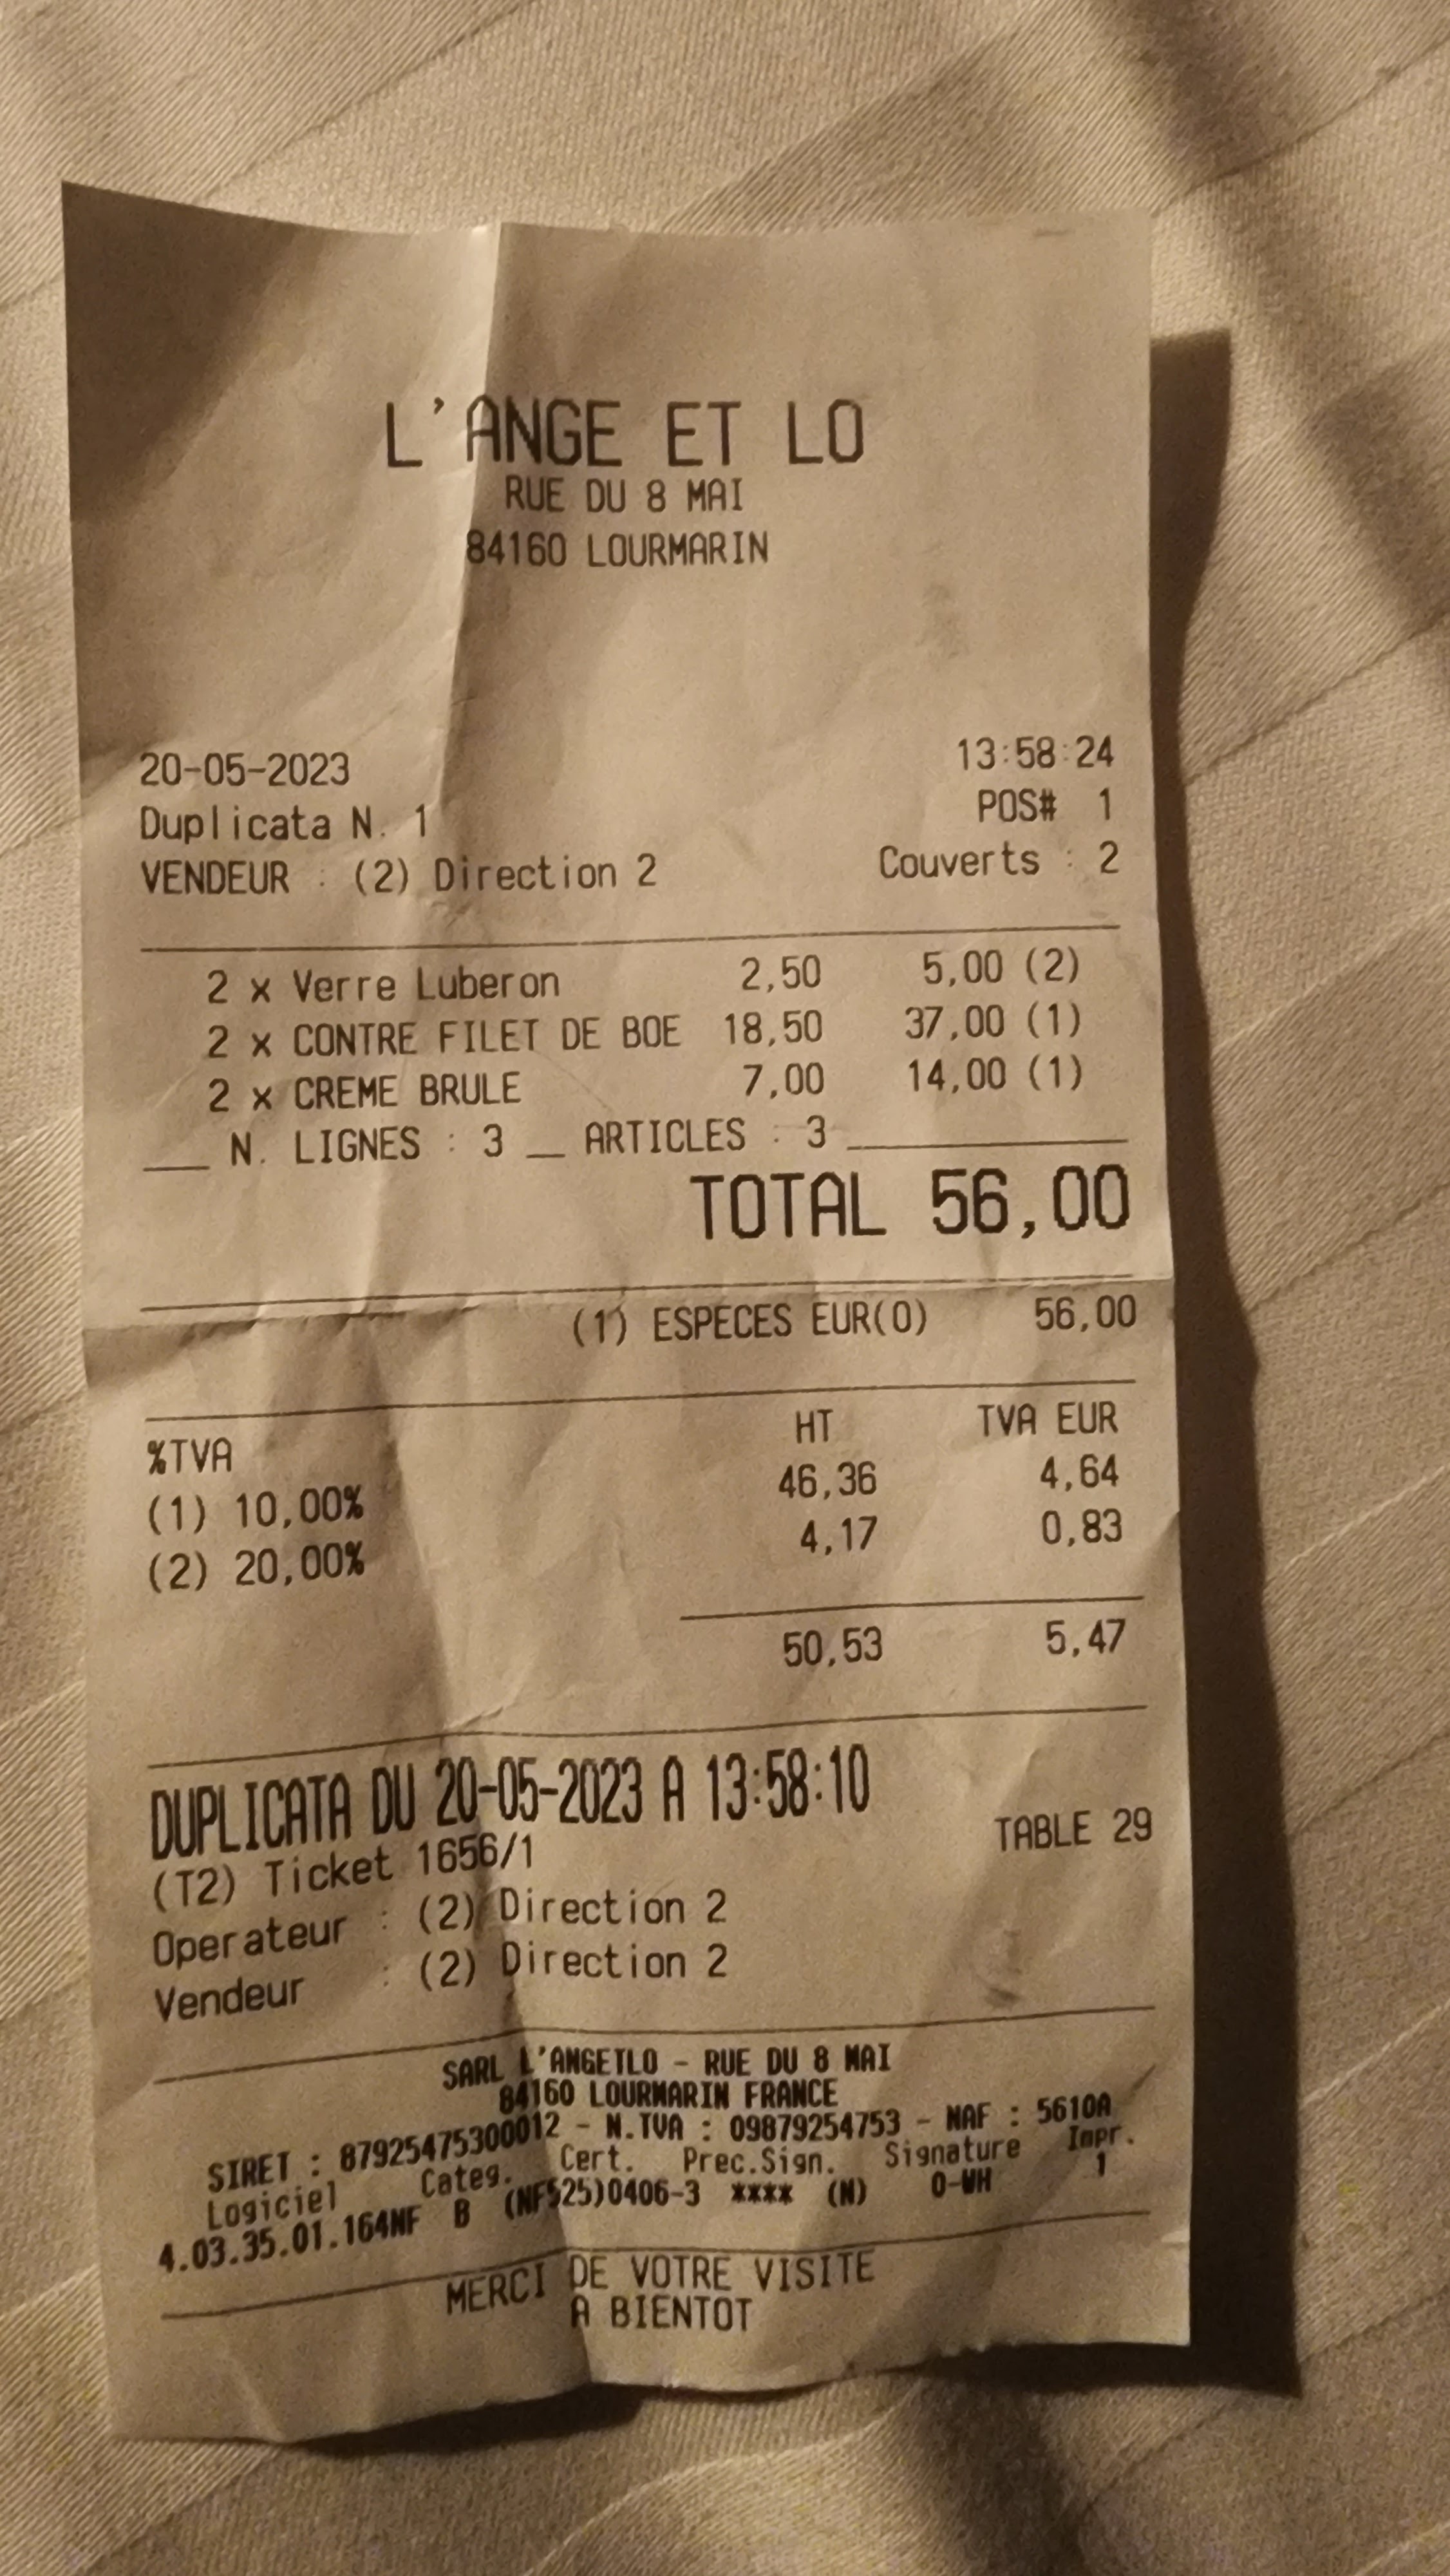 L'ANGE ET LO
RUE DU 8 MAI
84160 LOURMARIN
20-05-2023 13:58:24
Duplicata N. 1 POS# 1
VENDEUR : (2) Direction 2 Couverts : 2
2 x Verre Luberon 2,50 5,00 (2)
2 x CONTRE FILET DE BOE 18,50 37,00 (1)
2 x CREME BRULE 7,00 14,00 (1)
N. LIGNES : 3 __ ARTICLES : 3
TOTAL 56,00
(1) ESPECES EUR(0) 56,00
%TVA HT TVA EUR
(1) 10,00% 46,36 4,64
(2) 20,00% 4,17 0,83
50,53 5,47
DUPLICATA DU 20-05-2023 A 13:58:10
(T2) Ticket 1656/1 TABLE 29
Operateur : (2) Direction 2
Vendeur : (2) Direction 2
SARL L'ANGETLO - RUE DU 8 MAI
84160 LOURMARIN FRANCE
SIRET : 87925475300012 - N.TVA : 09879254753 - NAF : 5610A
Logiciel Categ. Cert. Prec.Sign. Signature Impr.
4.03.35.01.164NF B (NF525)0406-3 **** (N) O-WH 1
MERCI DE VOTRE VISITE
A BIENTOT